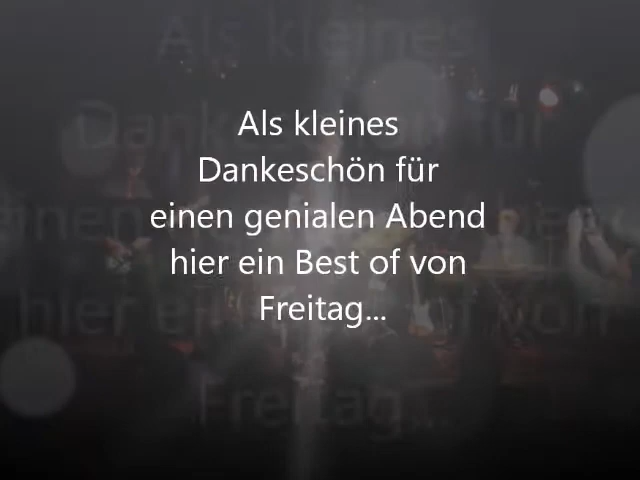 Als kleines
Dankeschön für
einen genialen Abend
hier ein Best of von
Freitag...